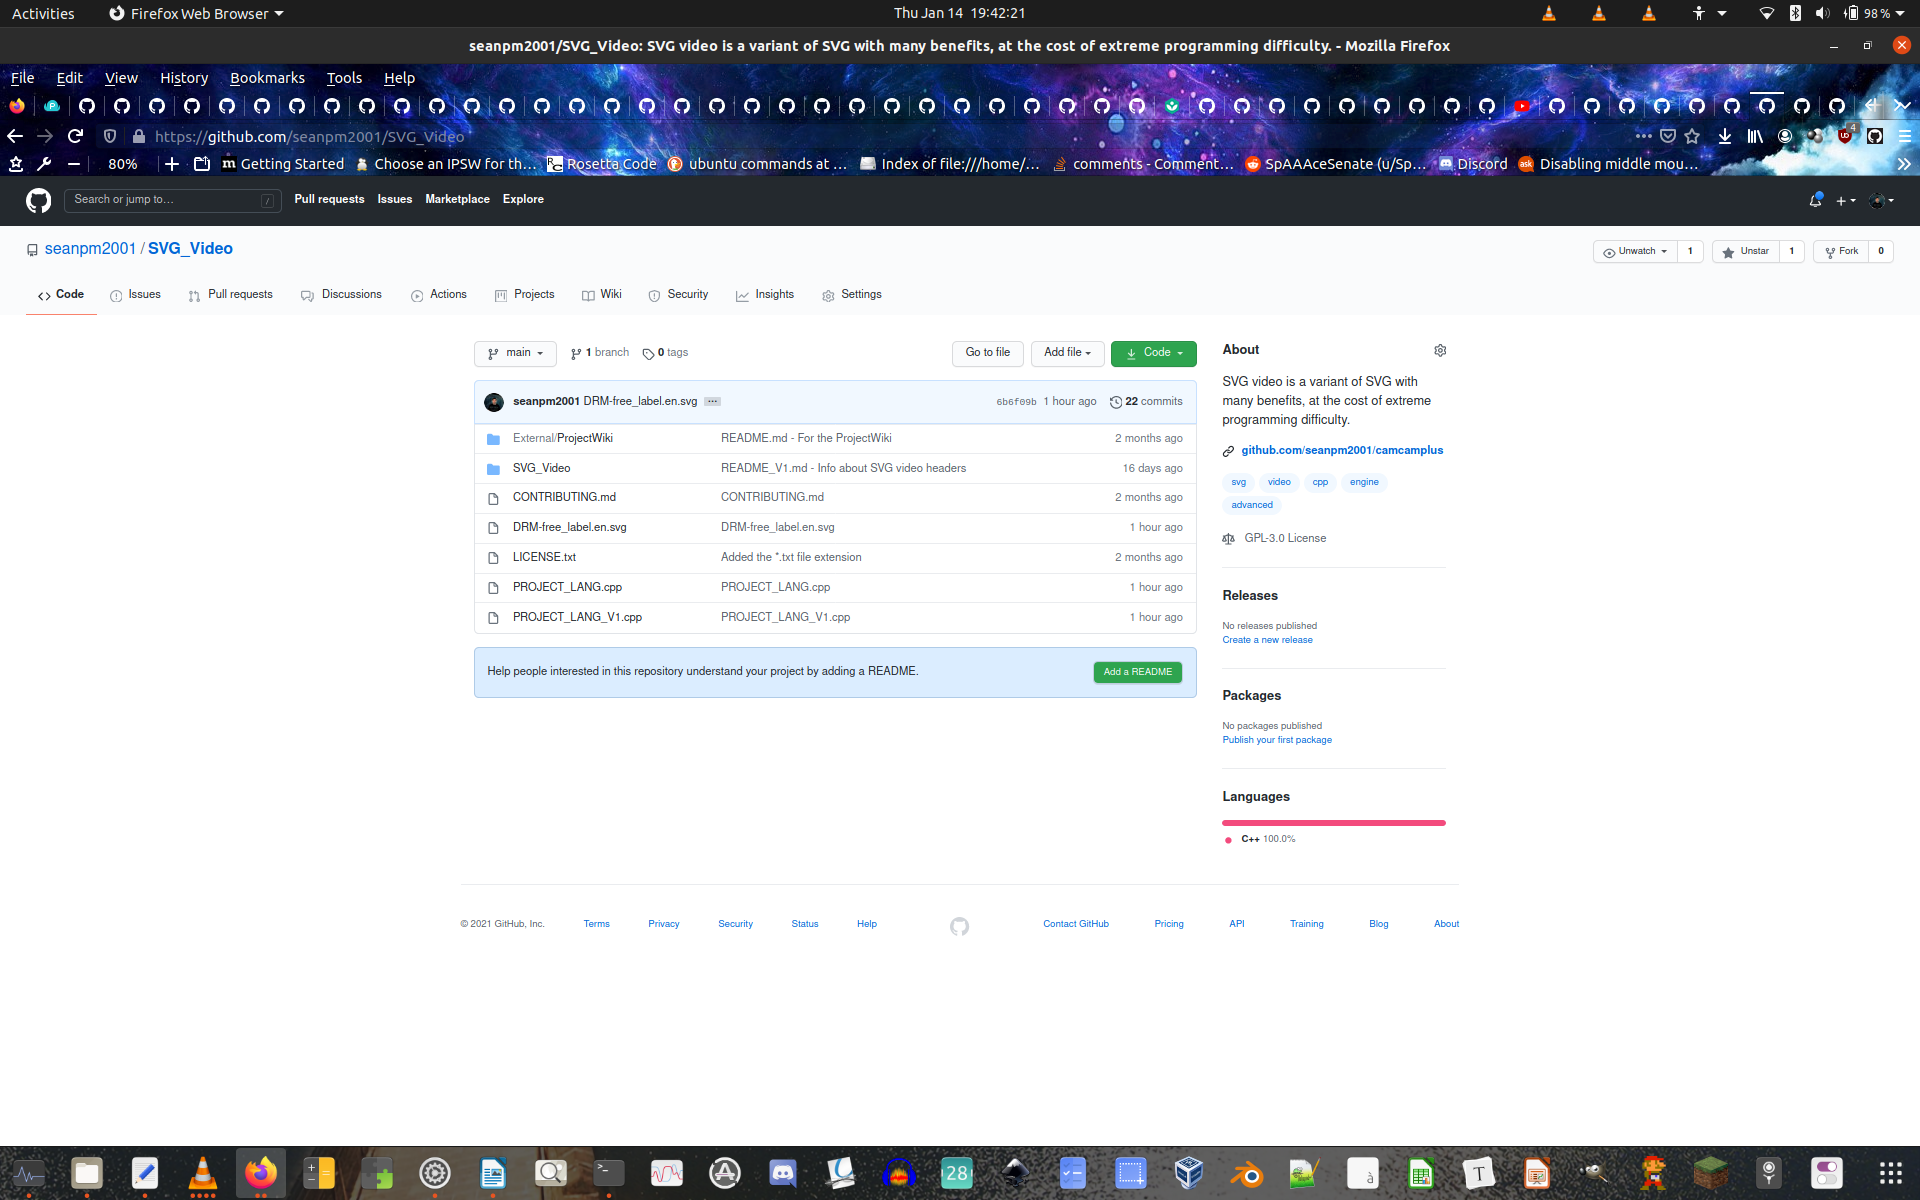 Activities Firefox Web Browser Thu Jan 14 19:42:21 98 %
seanpm2001/SVG_Video: SVG video is a variant of SVG with many benefits, at the cost of extreme programming difficulty. - Mozilla Firefox
File Edit View History Bookmarks Tools Help
https://github.com/seanpm2001/SVG_Video 4
80% Getting Started Choose an IPSW for th… Rosetta Code ubuntu commands at … Index of file:///home/… comments - Comment… SpAAAceSenate (u/Sp… Discord Disabling middle mou…
Search or jump to… / Pull requests Issues Marketplace Explore
seanpm2001 / SVG_Video Unwatch 1 Unstar 1 Fork 0
Code Issues Pull requests Discussions Actions Projects Wiki Security Insights Settings
main 1 branch 0 tags Go to file Add file Code
seanpm2001 DRM-free_label.en.svg 6b6f09b 1 hour ago 22 commits
External/ProjectWiki README.md - For the ProjectWiki 2 months ago
SVG_Video README_V1.md - Info about SVG video headers 16 days ago
CONTRIBUTING.md CONTRIBUTING.md 2 months ago
DRM-free_label.en.svg DRM-free_label.en.svg 1 hour ago
LICENSE.txt Added the *.txt file extension 2 months ago
PROJECT_LANG.cpp PROJECT_LANG.cpp 1 hour ago
PROJECT_LANG_V1.cpp PROJECT_LANG_V1.cpp 1 hour ago
Help people interested in this repository understand your project by adding a README. Add a README
About
SVG video is a variant of SVG with
many benefits, at the cost of extreme
programming difficulty.
github.com/seanpm2001/camcamplus
svg video cpp engine
advanced
GPL-3.0 License
Releases
No releases published
Create a new release
Packages
No packages published
Publish your first package
Languages
C++ 100.0%
© 2021 GitHub, Inc. Terms Privacy Security Status Help Contact GitHub Pricing API Training Blog About
28 à T